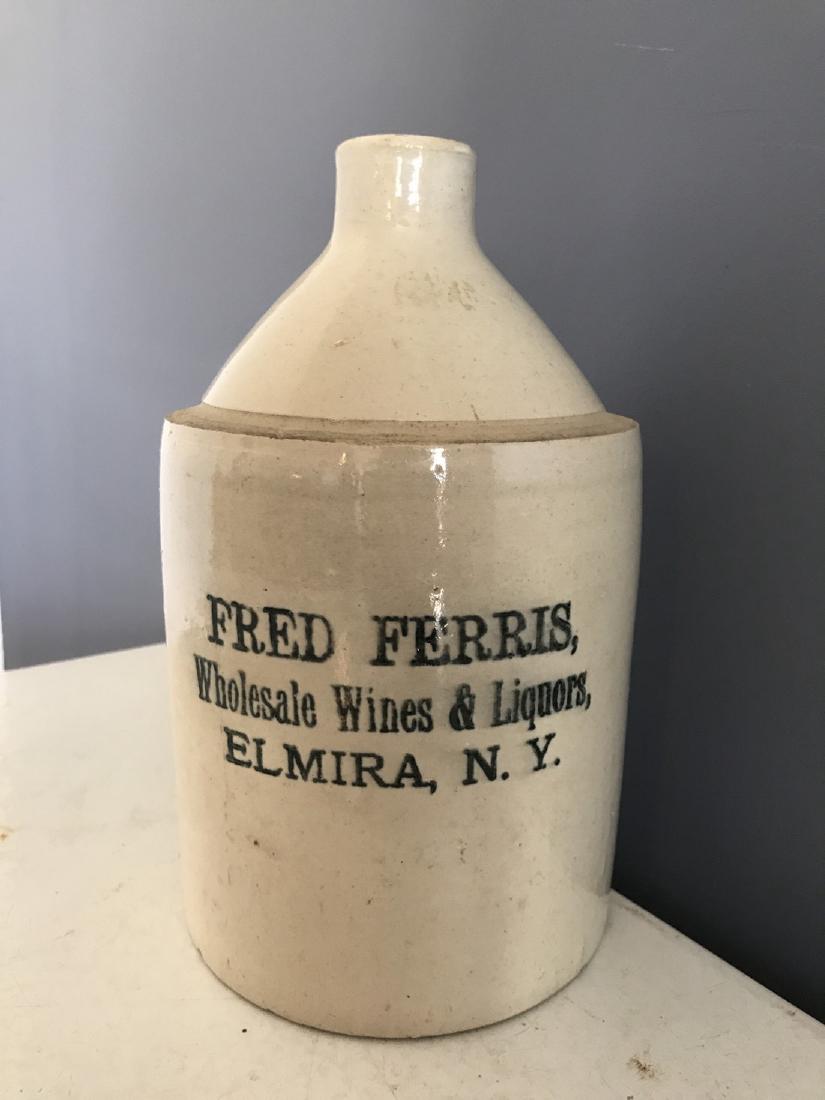 FRED FERRIS,
Wholesale Wines & Liquors,
ELMIRA, N. Y.